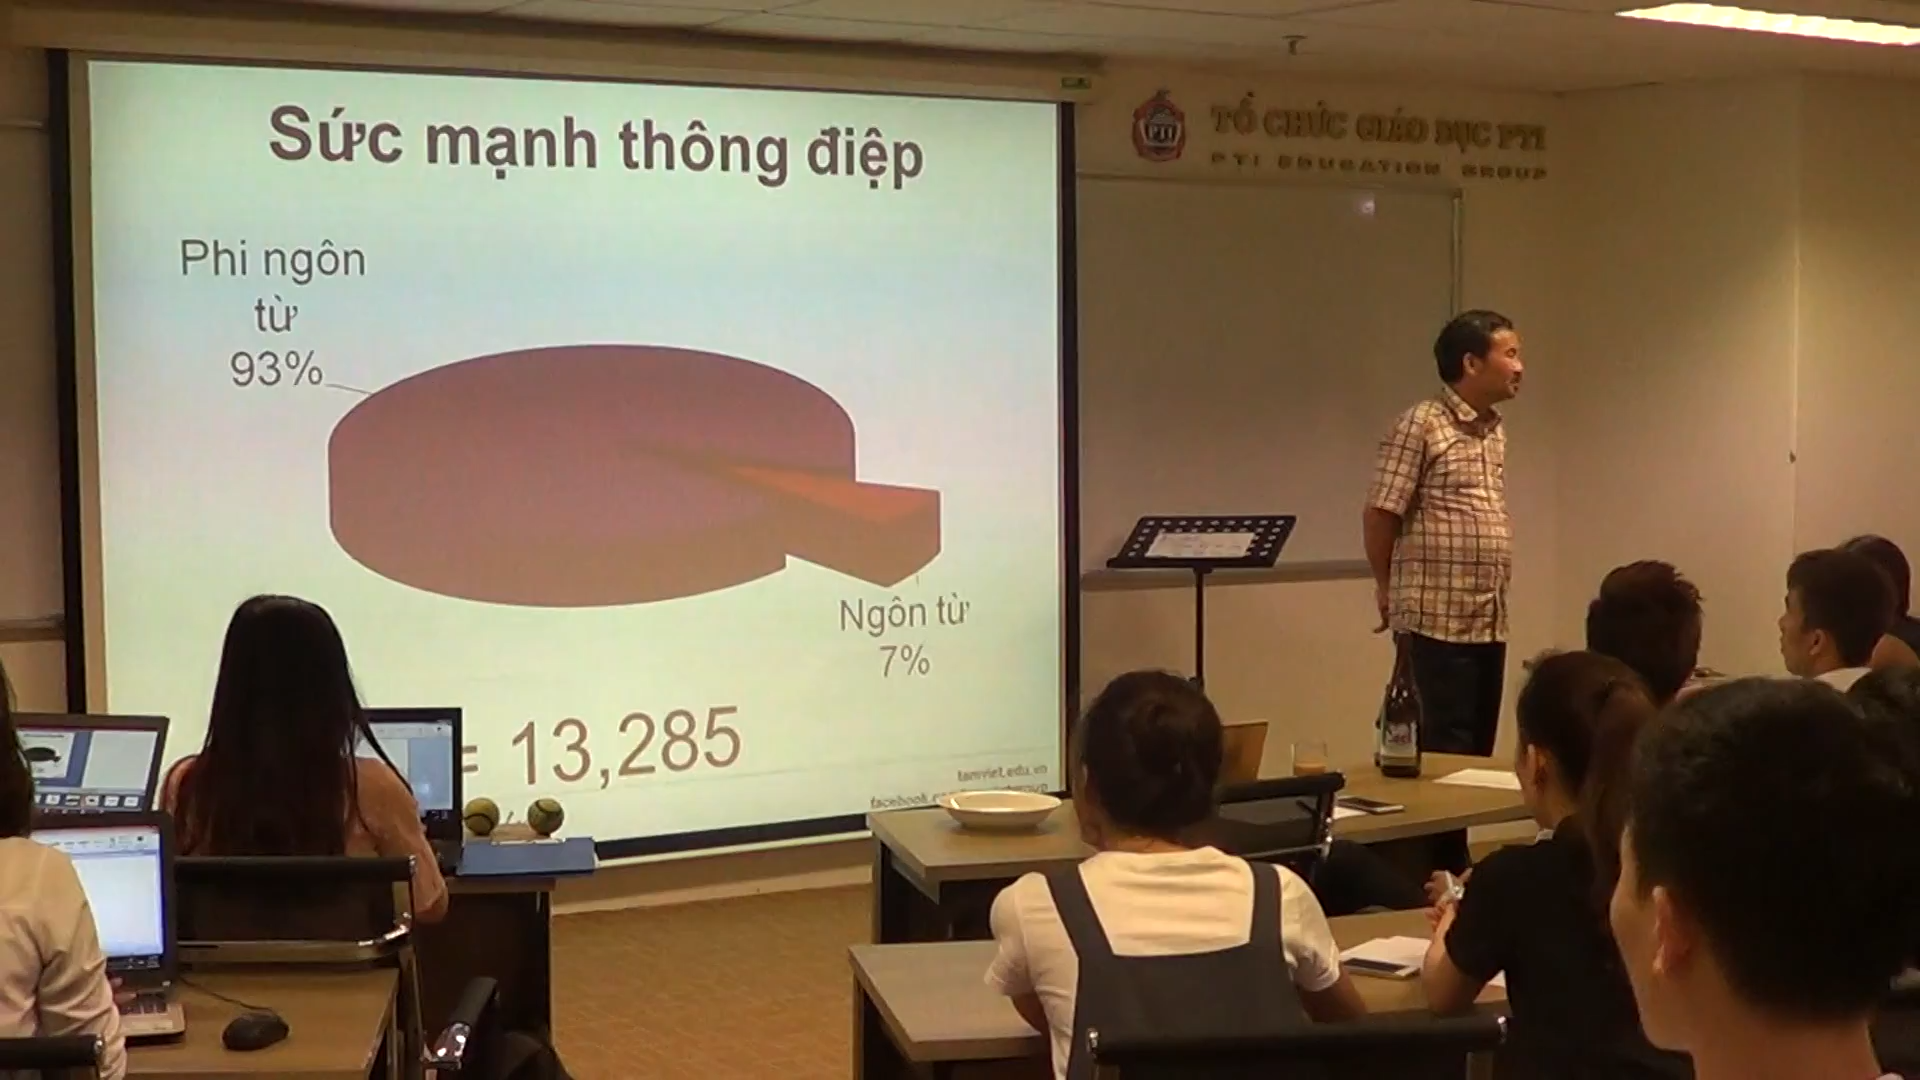 Sức mạnh thông điệp
Phi ngôn
từ
93%
Ngôn từ
7%
= 13,285
tamviet.edu.vn
TỔ CHỨC GIÁO DỤC PTI
PTI EDUCATION GROUP
PTI